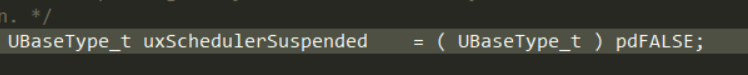 n. */
UBaseType_t uxSchedulerSuspended    = ( UBaseType_t ) pdFALSE;